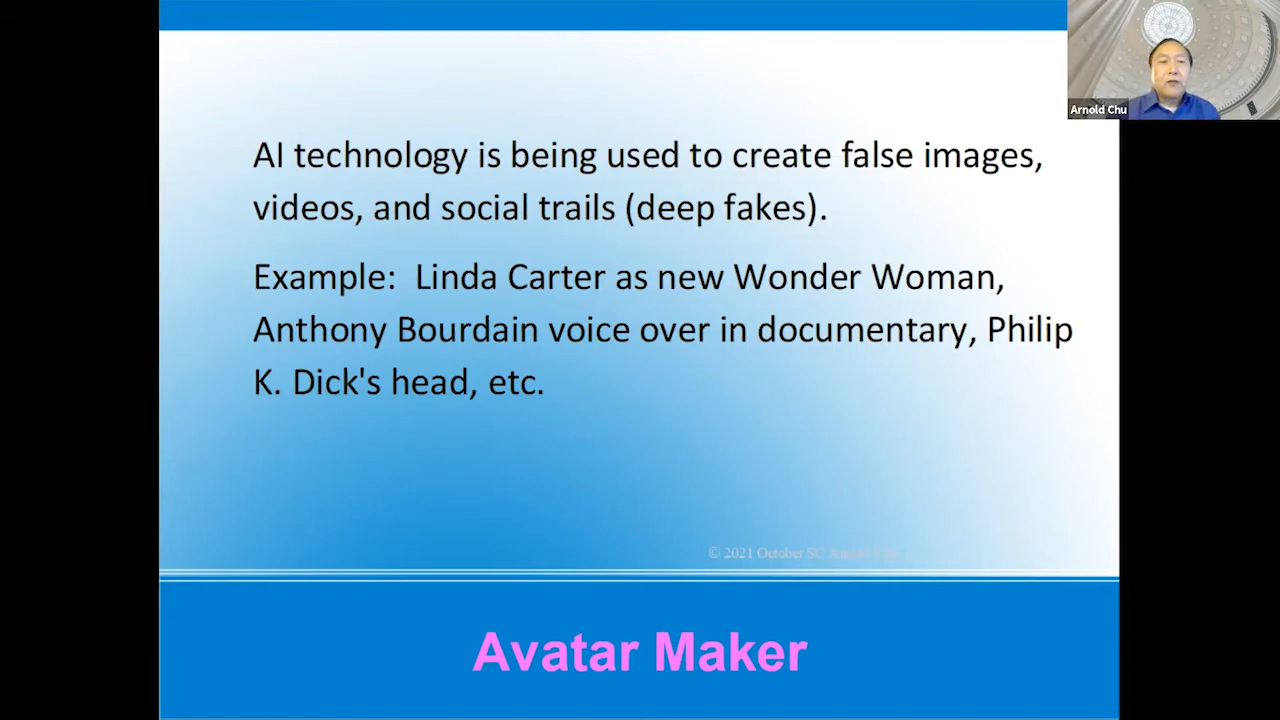 Arnold Chu
AI technology is being used to create false images,
videos, and social trails (deep fakes).
Example:  Linda Carter as new Wonder Woman,
Anthony Bourdain voice over in documentary, Philip
K. Dick's head, etc.
© 2021 October SC
Avatar Maker